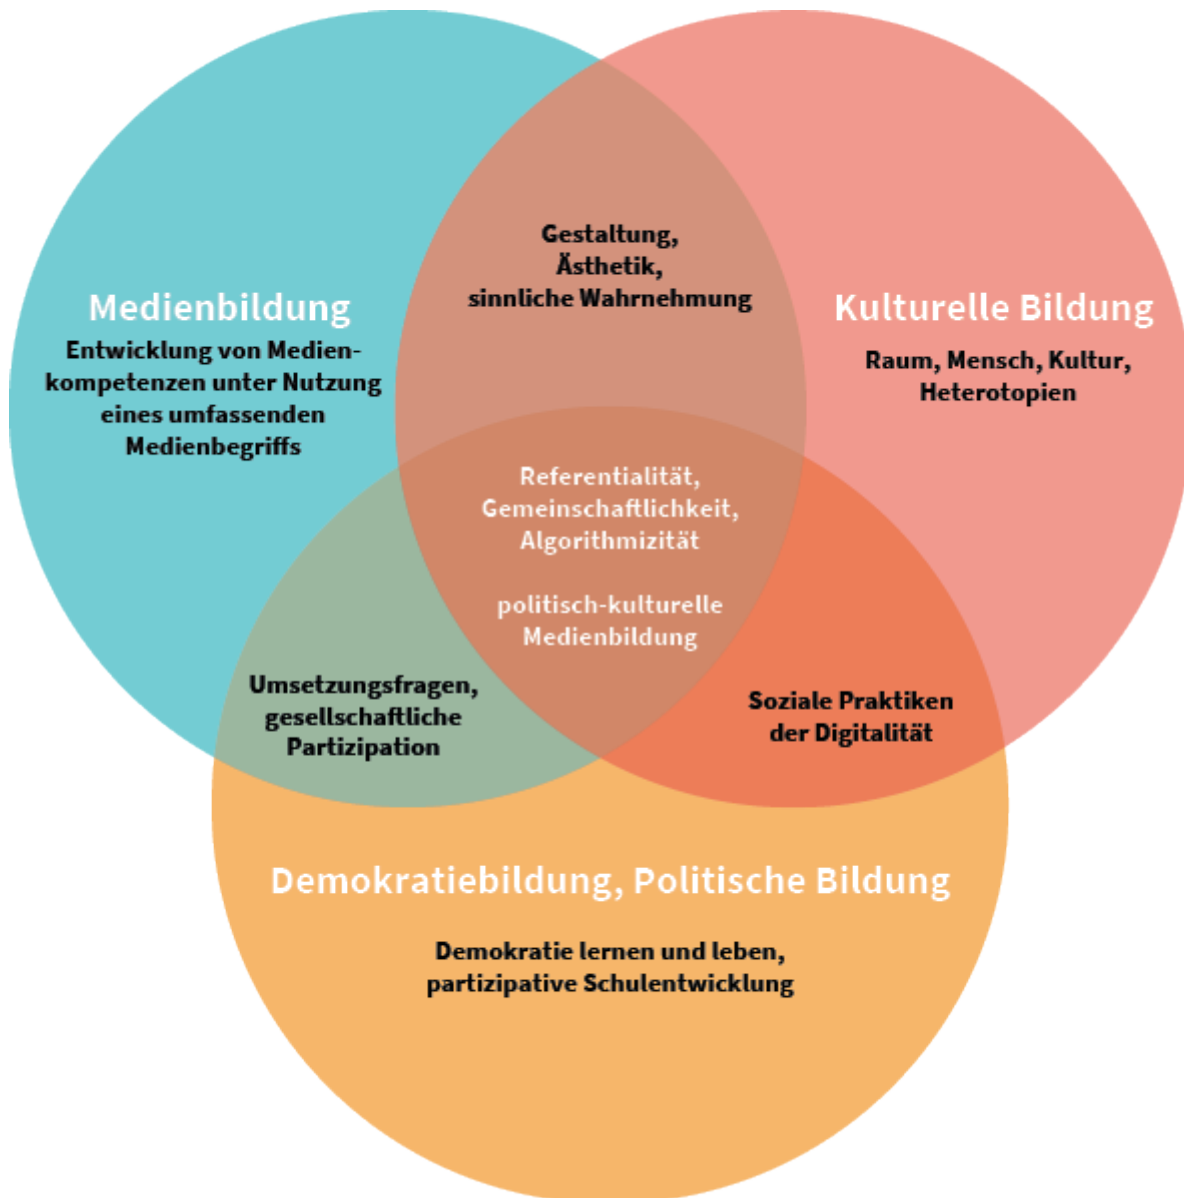 Gestaltung,
Ästhetik,
sinnliche Wahrnehmung
Medienbildung
Entwicklung von Medien-
kompetenzen unter Nutzung
eines umfassenden
Medienbegriffs
Kulturelle Bildung
Raum, Mensch, Kultur,
Heterotopien
Referentialität,
Gemeinschaftlichkeit,
Algorithmizität
politisch-kulturelle
Medienbildung
Umsetzungsfragen,
gesellschaftliche
Partizipation
Soziale Praktiken
der Digitalität
Demokratiebildung, Politische Bildung
Demokratie lernen und leben,
partizipative Schulentwicklung